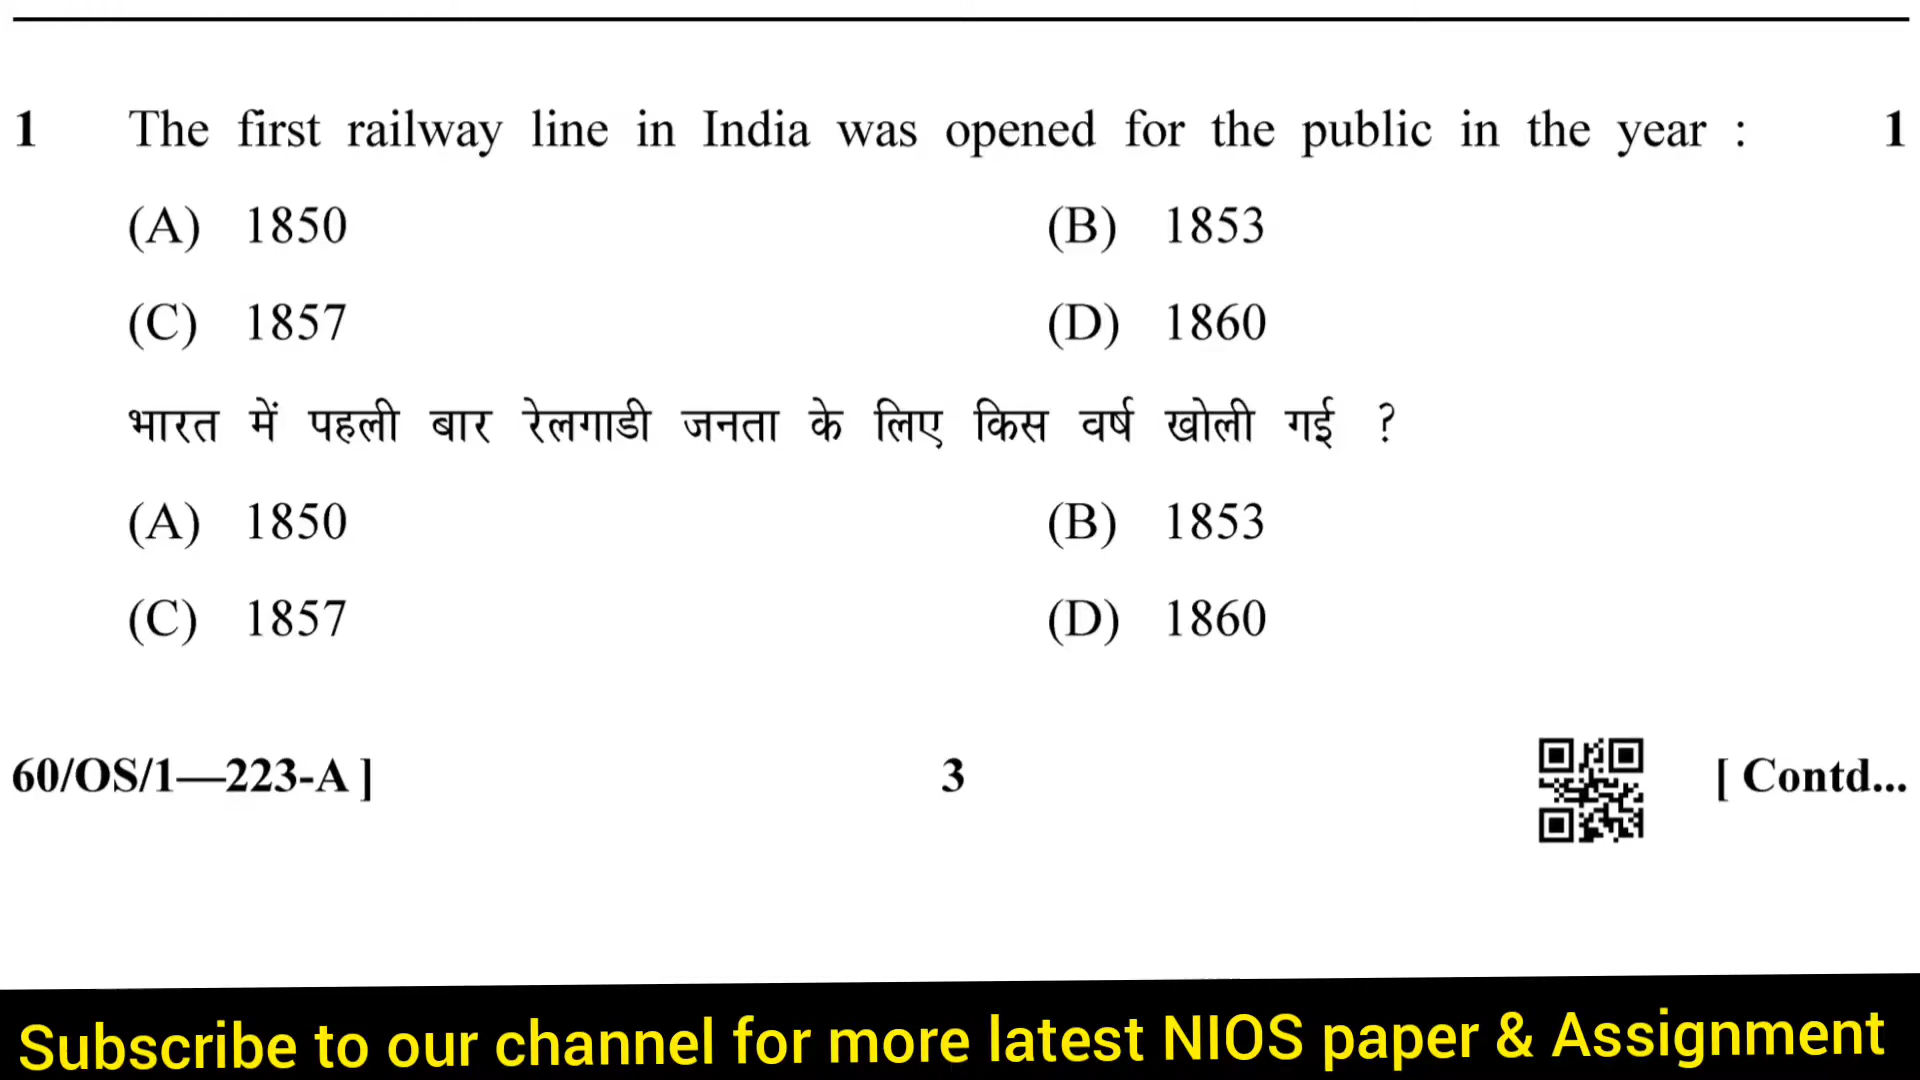 1 The first railway line in India was opened for the public in the year : 1
(A) 1850 (B) 1853
(C) 1857 (D) 1860
भारत में पहली बार रेलगाडी जनता के लिए किस वर्ष खोली गई ?
(A) 1850 (B) 1853
(C) 1857 (D) 1860
60/OS/1—223-A ] 3 [ Contd...
Subscribe to our channel for more latest NIOS paper & Assignment